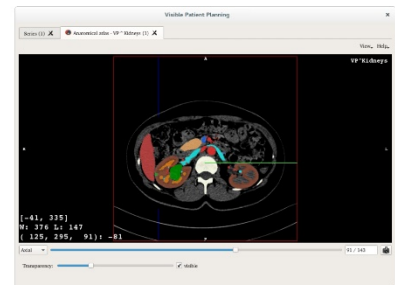 Visible Patient Planning
Series (1) Anatomical atlas - VP^Kidneys (1)
View.. Help..
VP^Kidneys
A
R
L
P
[-41, 335]
W: 376 L: 147
( 125, 295, 91): -81
Axial 91 / 143
Transparency: visible